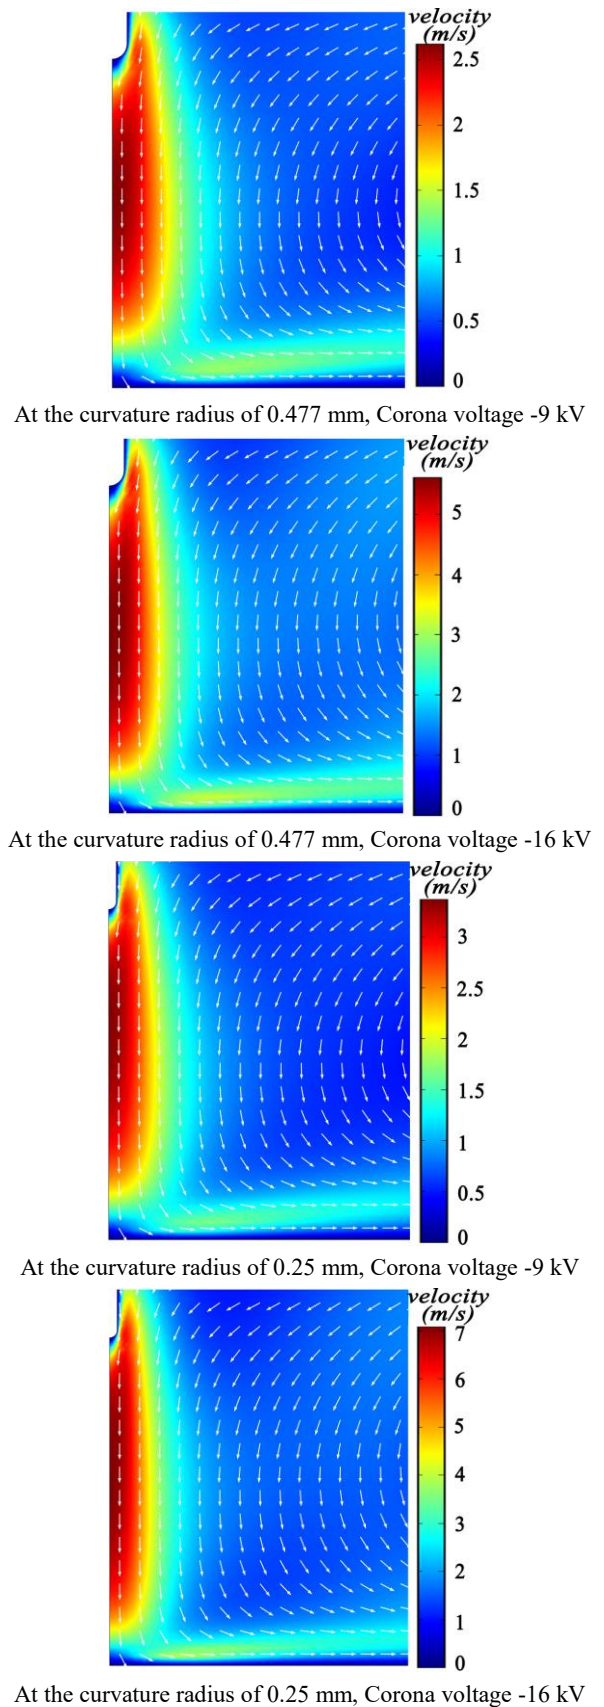 velocity
(m/s)
2.5
2
1.5
1
0.5
0
At the curvature radius of 0.477 mm, Corona voltage -9 kV
velocity
(m/s)
5
4
3
2
1
0
At the curvature radius of 0.477 mm, Corona voltage -16 kV
velocity
(m/s)
3
2.5
2
1.5
1
0.5
0
At the curvature radius of 0.25 mm, Corona voltage -9 kV
velocity
(m/s)
7
6
5
4
3
2
1
0
At the curvature radius of 0.25 mm, Corona voltage -16 kV